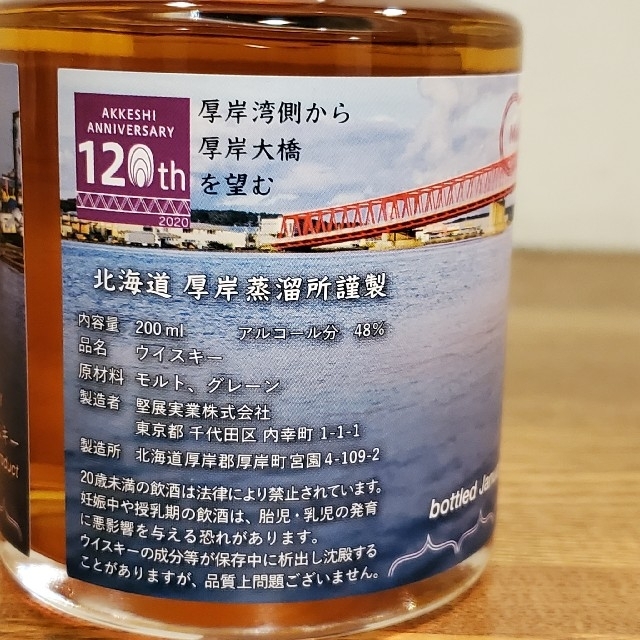 AKKESHI
ANNIVERSARY
120th
2020
厚岸湾側から
厚岸大橋
を望む
北海道 厚岸蒸溜所謹製
内容量 200ml アルコール分 48%
品名 ウイスキー
原材料 モルト、グレーン
製造者 堅展実業株式会社
東京都 千代田区 内幸町 1-1-1
製造所 北海道厚岸郡厚岸町宮園4-109-2
20歳未満の飲酒は法律により禁止されています。
妊娠中や授乳期の飲酒は、胎児・乳児の発育
に悪影響を与える恐れがあります。
ウイスキーの成分等が保存中に析出し沈殿する
ことがありますが、品質上問題ございません。
bottled